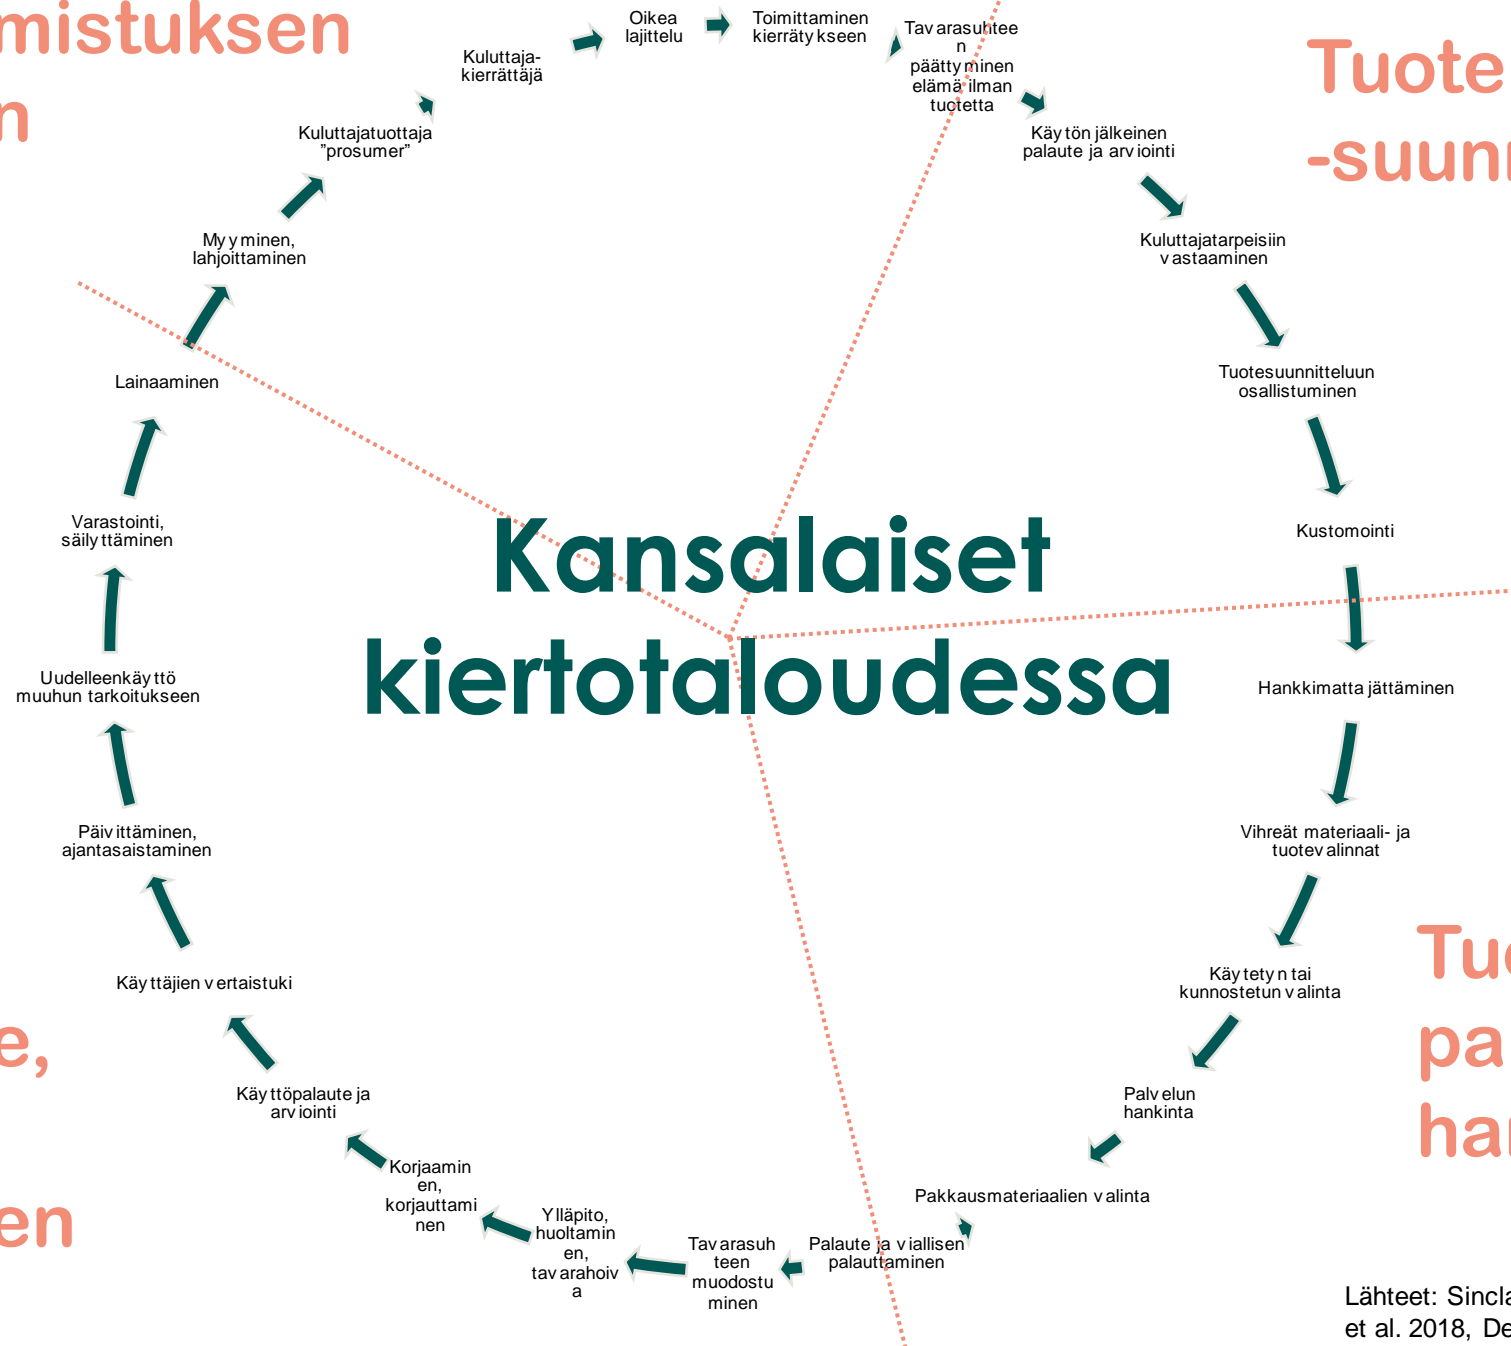 mistuksen
n
Tuote
-suun
Oikea
lajittelu
Toimittaminen
kierrätykseen
Tavarasuhtee
n
päättyminen
elämä ilman
tuotetta
Käytön jälkeinen
palaute ja arviointi
Kuluttajatarpeisiin
vastaaminen
Tuotesuunnitteluun
osallistuminen
Kustomointi
Hankkimatta jättäminen
Vihreät materiaali- ja
tuotevalinnat
Käytetyn tai
kunnostetun valinta
Palvelun
hankinta
Pakkausmateriaalien valinta
Palaute ja viallisen
palauttaminen
Tavarasuh
teen
muodostu
minen
Ylläpito,
huoltamin
en,
tavarahoiv
a
Korjaamin
en,
korjauttami
nen
Käyttöpalaute ja
arviointi
Käyttäjien vertaistuki
Päivittäminen,
ajantasaistaminen
Uudelleenkäyttö
muuhun tarkoitukseen
Varastointi,
säilyttäminen
Lainaaminen
Myyminen,
lahjoittaminen
Kuluttajatuottaja
"prosumer"
Kuluttaja-
kierrättäjä
Kansalaiset
kiertotaloudessa
e,
en
Tu
pa
ha
Lähteet: Sincla
et al. 2018, De